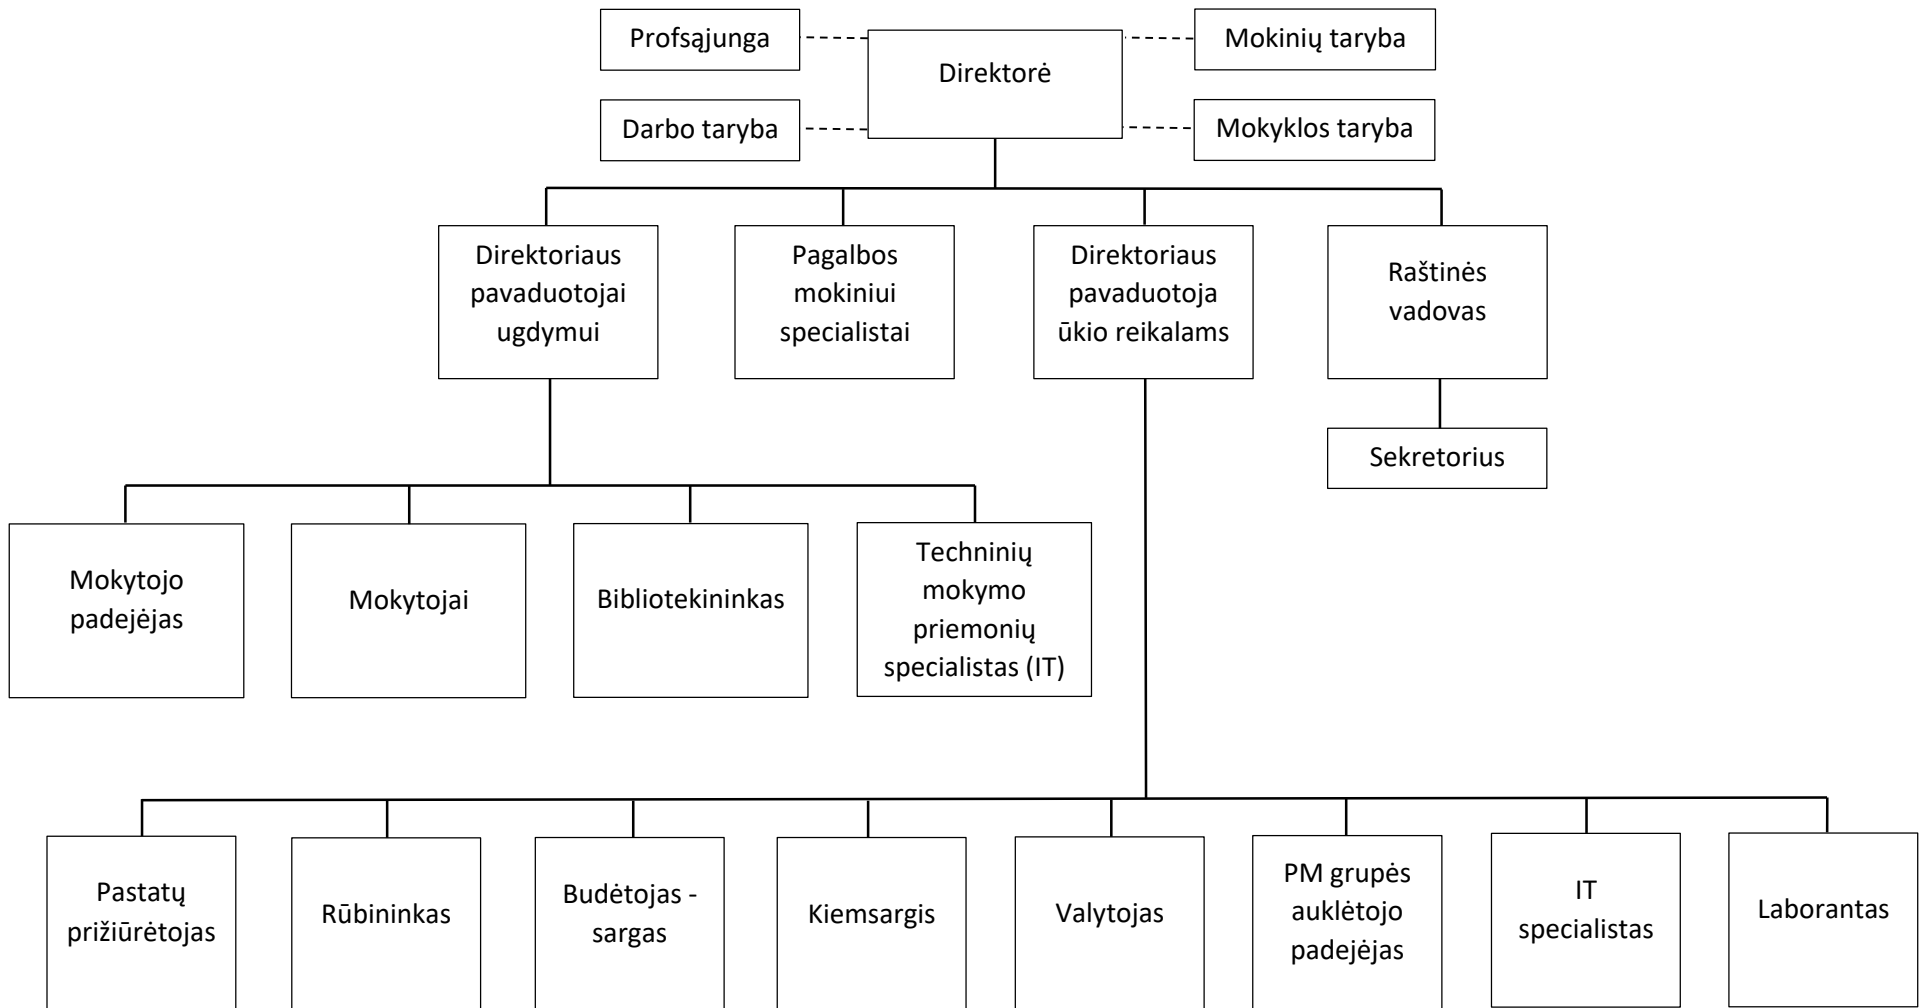 Profsąjunga
Direktorė
Mokinių taryba
Darbo taryba
Mokyklos taryba
Direktoriaus
pavaduotojai
ugdymui
Pagalbos
mokiniui
specialistai
Direktoriaus
pavaduotoja
ūkio reikalams
Raštinės
vadovas
Sekretorius
Mokytojo
padejėjas
Mokytojai
Bibliotekininkas
Techninių
mokymo
priemonių
specialistas (IT)
Pastatų
prižiūrėtojas
Rūbininkas
Budėtojas -
sargas
Kiemsargis
Valytojas
PM grupės
auklėtojo
padejėjas
IT
specialistas
Laborantas